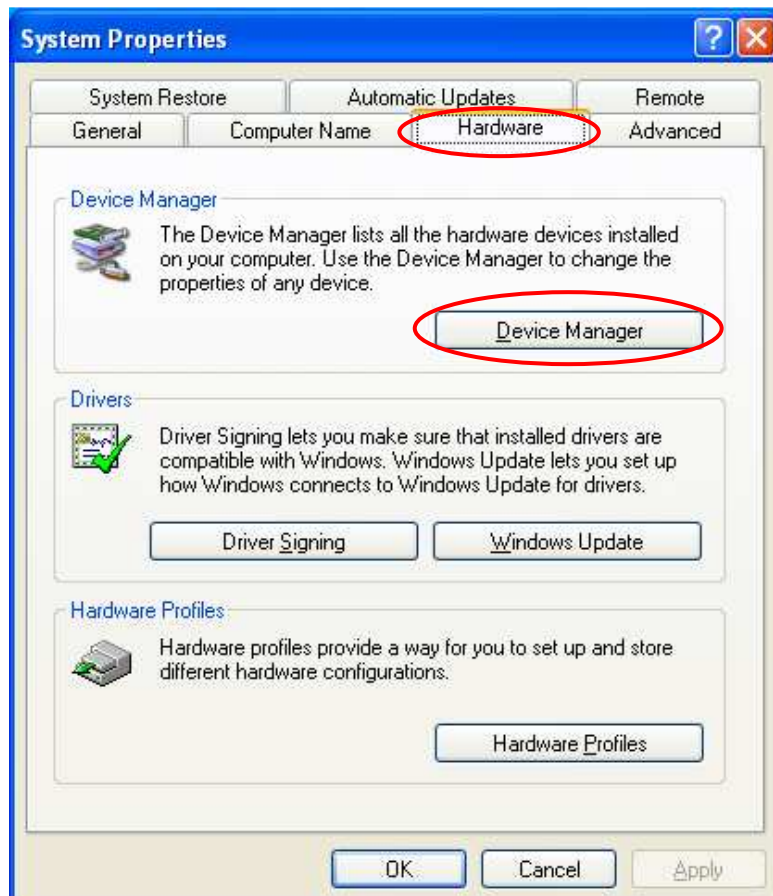 System Properties
System Restore
Automatic Updates
Remote
General
Computer Name
Hardware
Advanced
Device Manager
The Device Manager lists all the hardware devices installed
on your computer. Use the Device Manager to change the
properties of any device.
Device Manager
Drivers
Driver Signing lets you make sure that installed drivers are
compatible with Windows. Windows Update lets you set up
how Windows connects to Windows Update for drivers.
Driver Signing
Windows Update
Hardware Profiles
Hardware profiles provide a way for you to set up and store
different hardware configurations.
Hardware Profiles
OK
Cancel
Apply